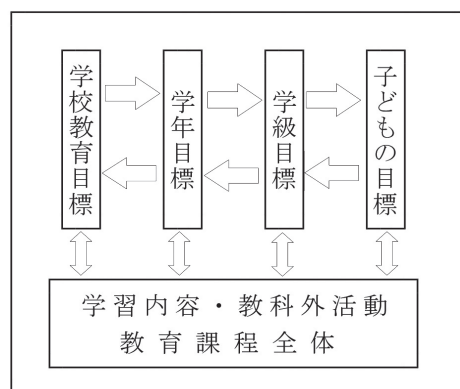 学校教育目標
学年目標
学級目標
子どもの目標
学習内容・教科外活動
教育課程全体